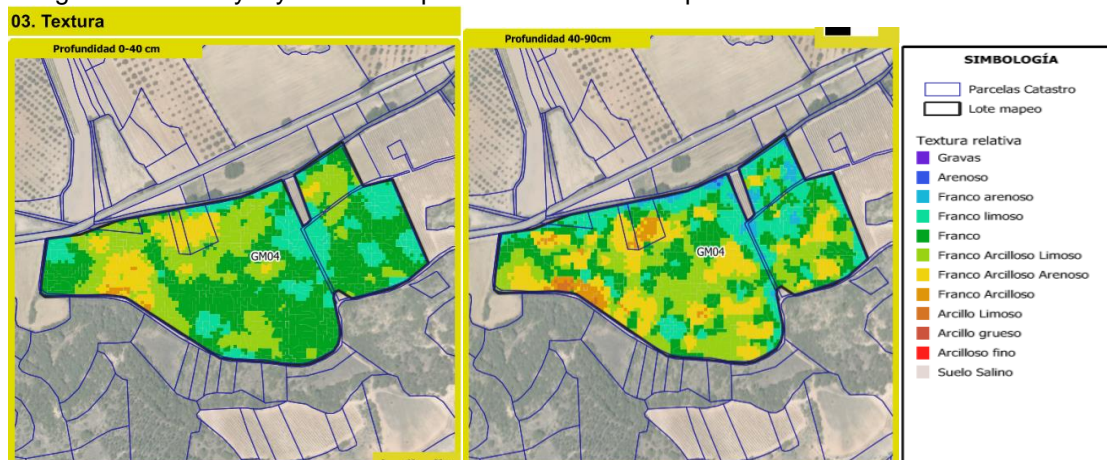 03. Textura
Profundidad 0-40 cm
GM04
Profundidad 40-90cm
GM04
SIMBOLOGÍA
Parcelas Catastro
Lote mapeo
Textura relativa
Gravas
Arenoso
Franco arenoso
Franco limoso
Franco
Franco Arcilloso Limoso
Franco Arcilloso Arenoso
Franco Arcilloso
Arcillo Limoso
Arcillo grueso
Arcilloso fino
Suelo Salino